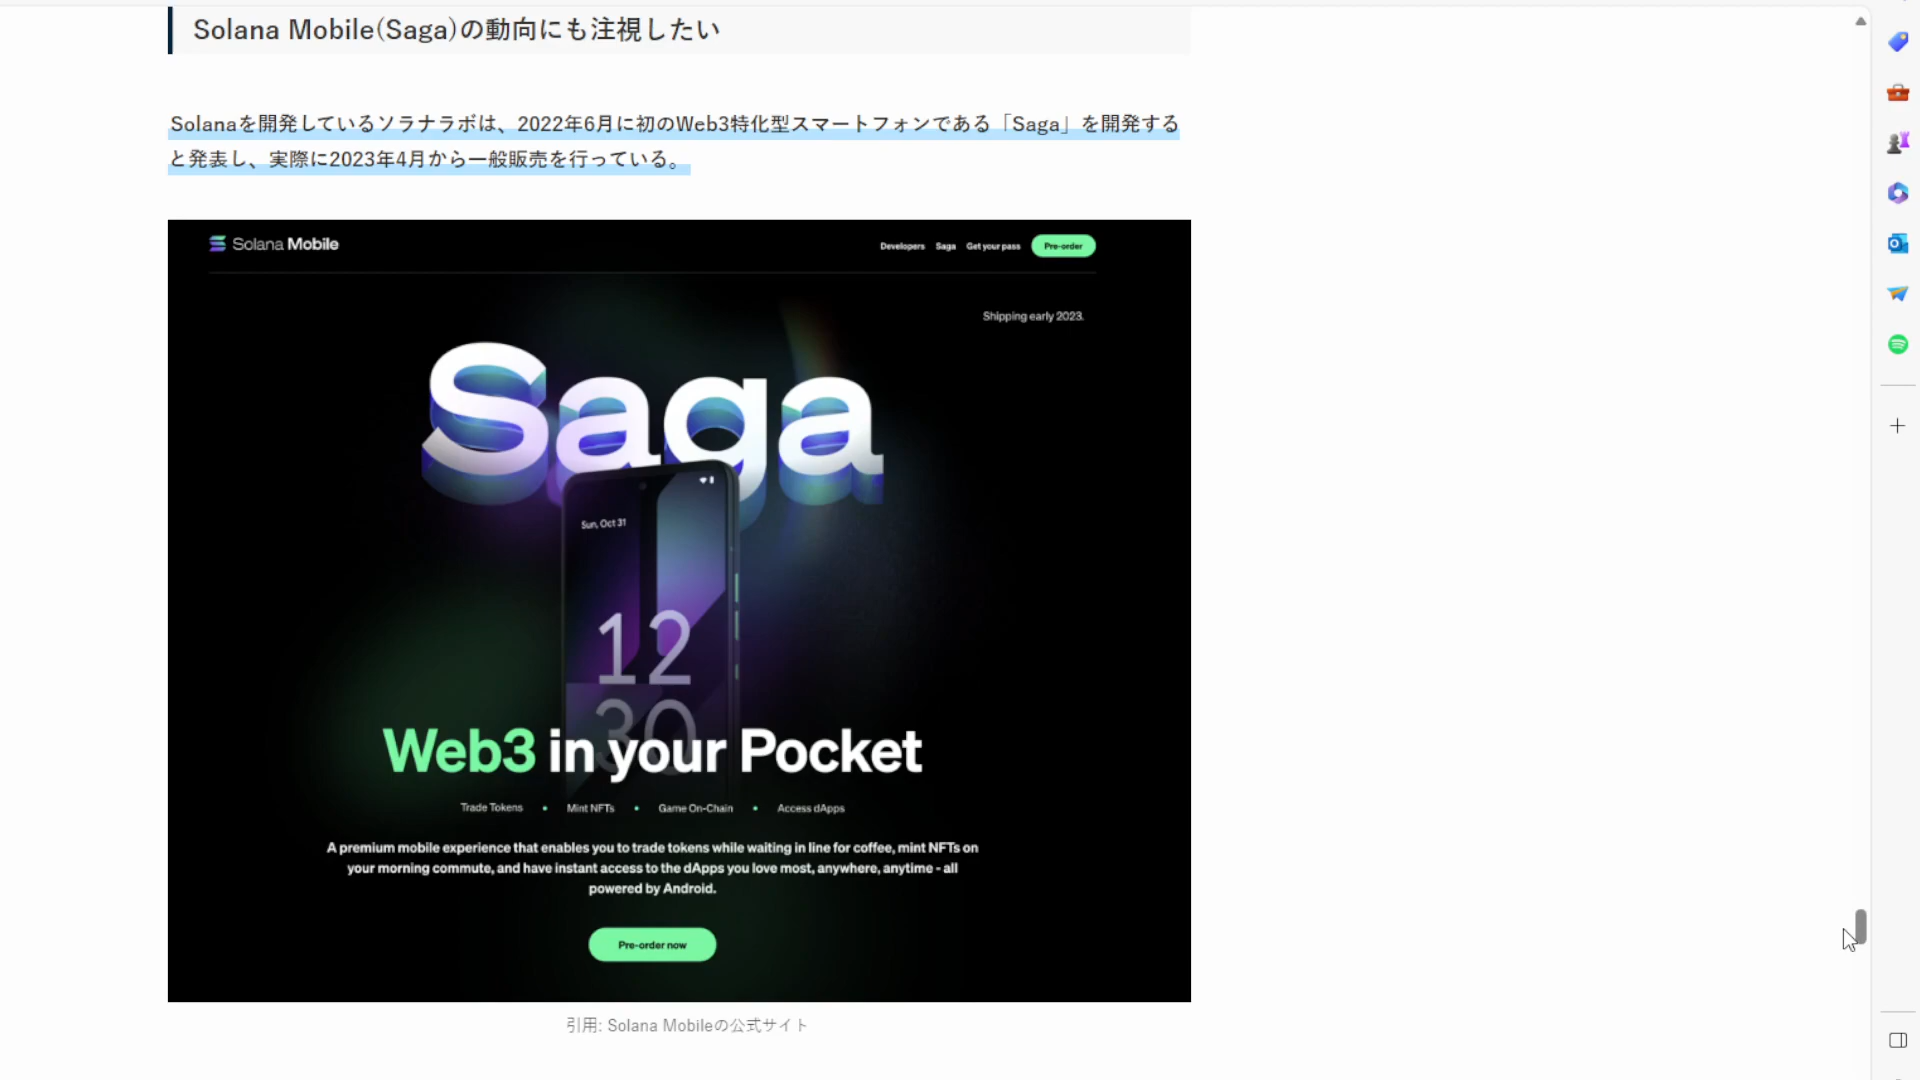 Solana Mobile(Saga)の動向にも注視したい
Solanaを開発しているソラナラボは、2022年6月に初のWeb3特化型スマートフォンである「Saga」を開発する
と発表し、実際に2023年4月から一般販売を行っている。
Solana Mobile
Developers Saga Get your pass Pre-order
Shipping early 2023.
Saga
Sun, Oct 31
12
30
Web3 in your Pocket
Trade Tokens • Mint NFTs • Game On-Chain • Access dApps
A premium mobile experience that enables you to trade tokens while waiting in line for coffee, mint NFTs on
your morning commute, and have instant access to the dApps you love most, anywhere, anytime - all
powered by Android.
Pre-order now
引用: Solana Mobileの公式サイト